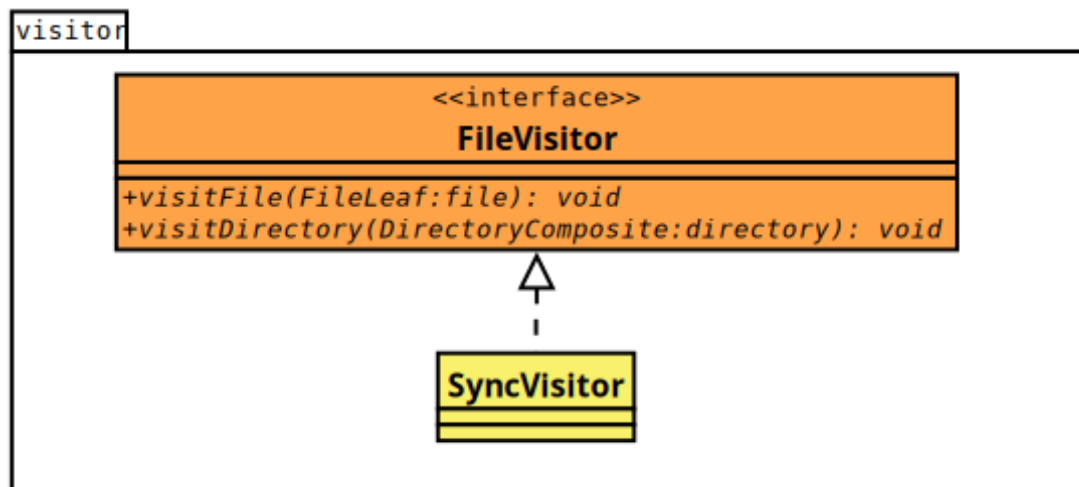 visitor
<<interface>>
FileVisitor
+visitFile(FileLeaf:file): void
+visitDirectory(DirectoryComposite:directory): void
SyncVisitor